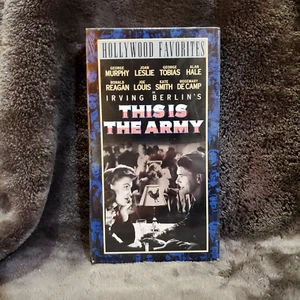 HOLLYWOOD FAVORITES
GEORGE JOAN GEORGE ALAN
MURPHY LESLIE TOBIAS HALE
RONALD JOE KATE ROSEMARY
REAGAN LOUIS SMITH DE CAMP
IRVING BERLIN'S
THIS IS
THE ARMY